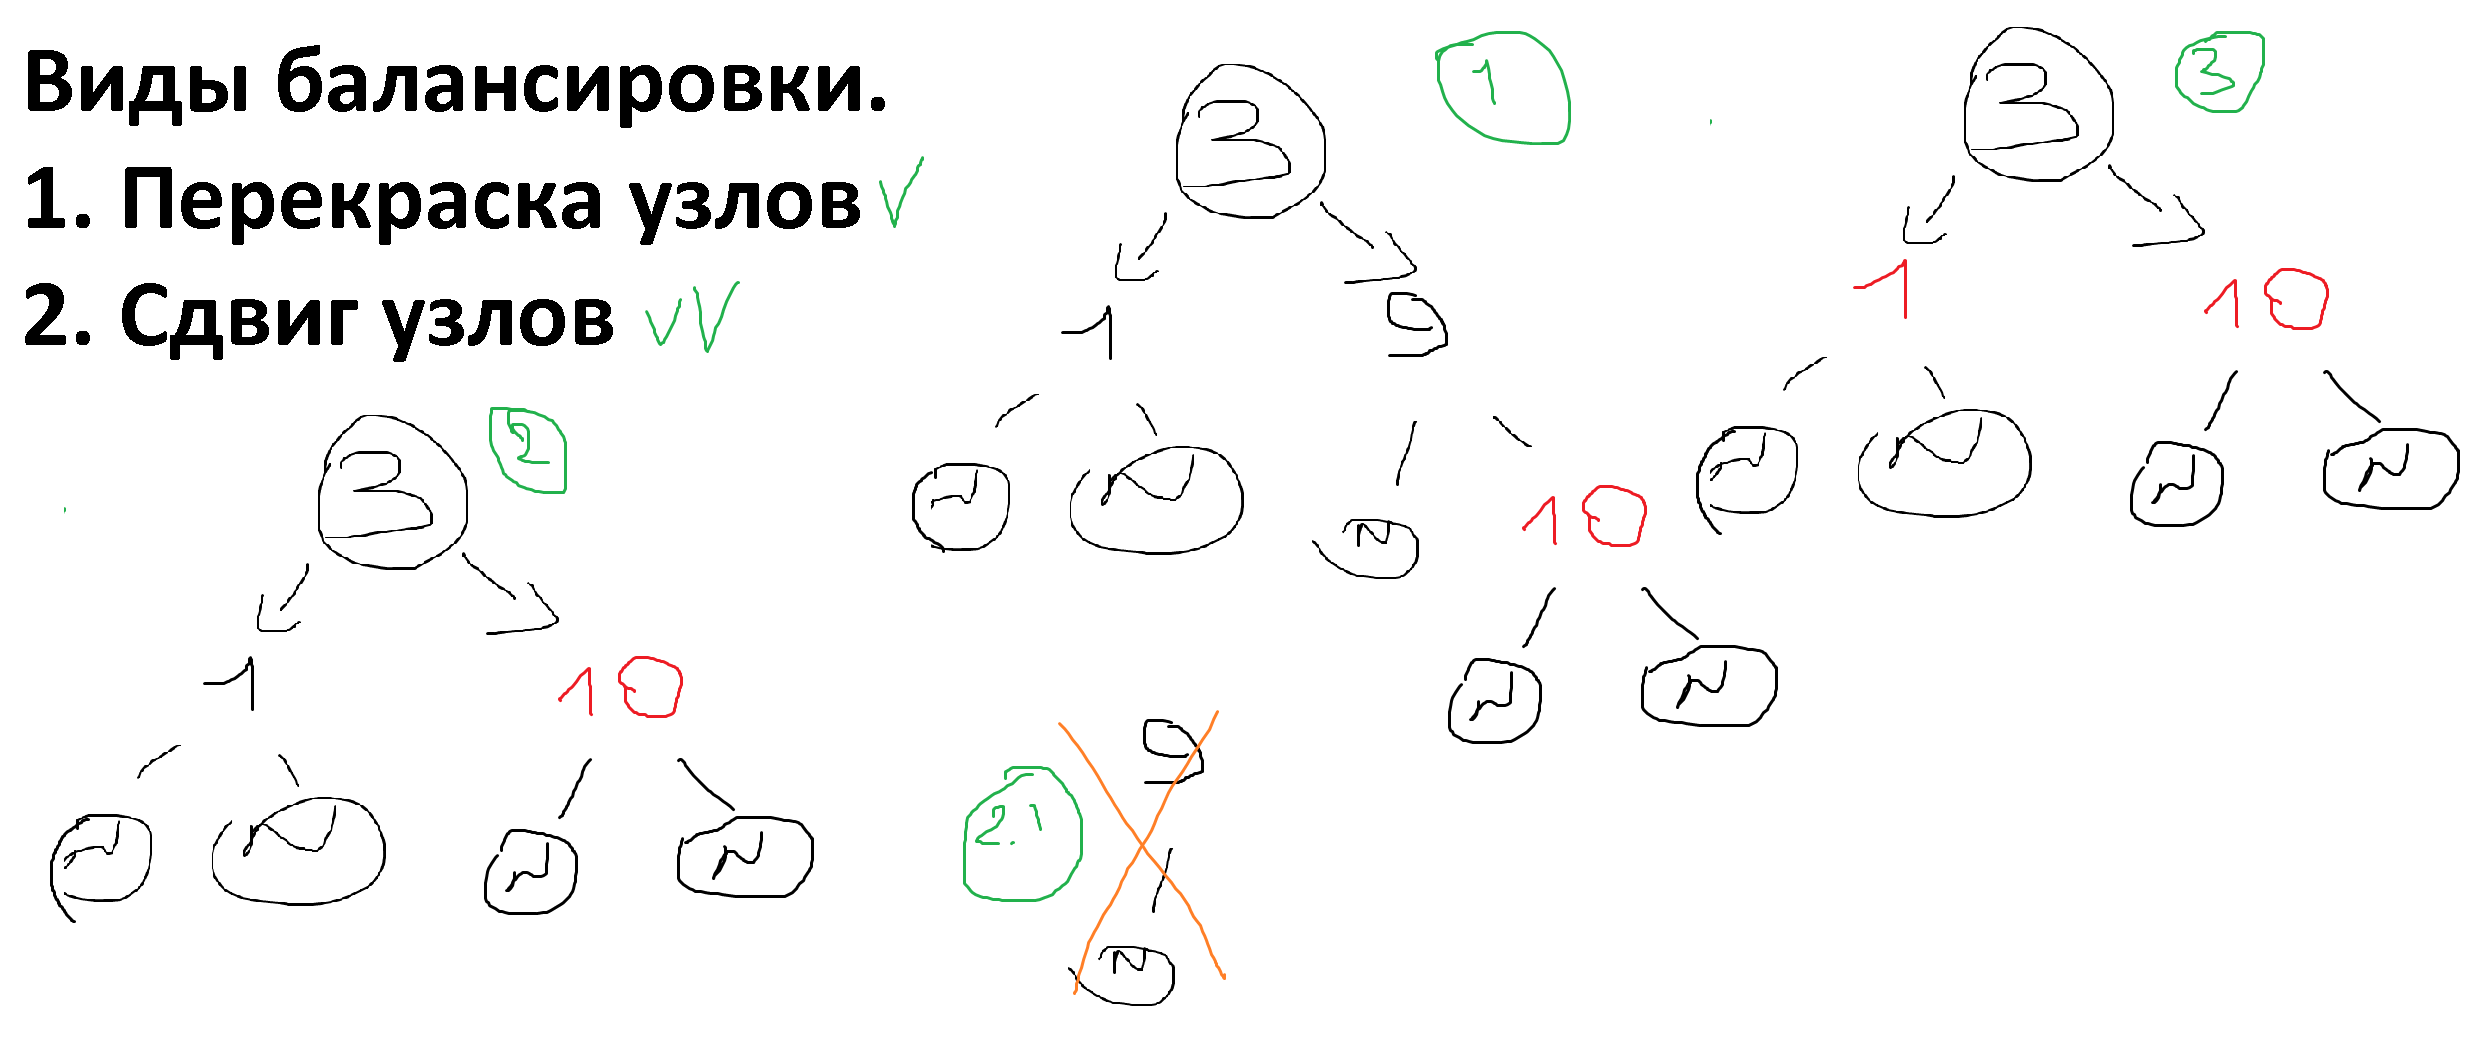 Виды балансировки.
1. Перекраска узлов
2. Сдвиг узлов
1
3
1 9
N N N 10
N N
2
3
1 10
N N N N
2.1
9
N
3
3
1 10
N N N N